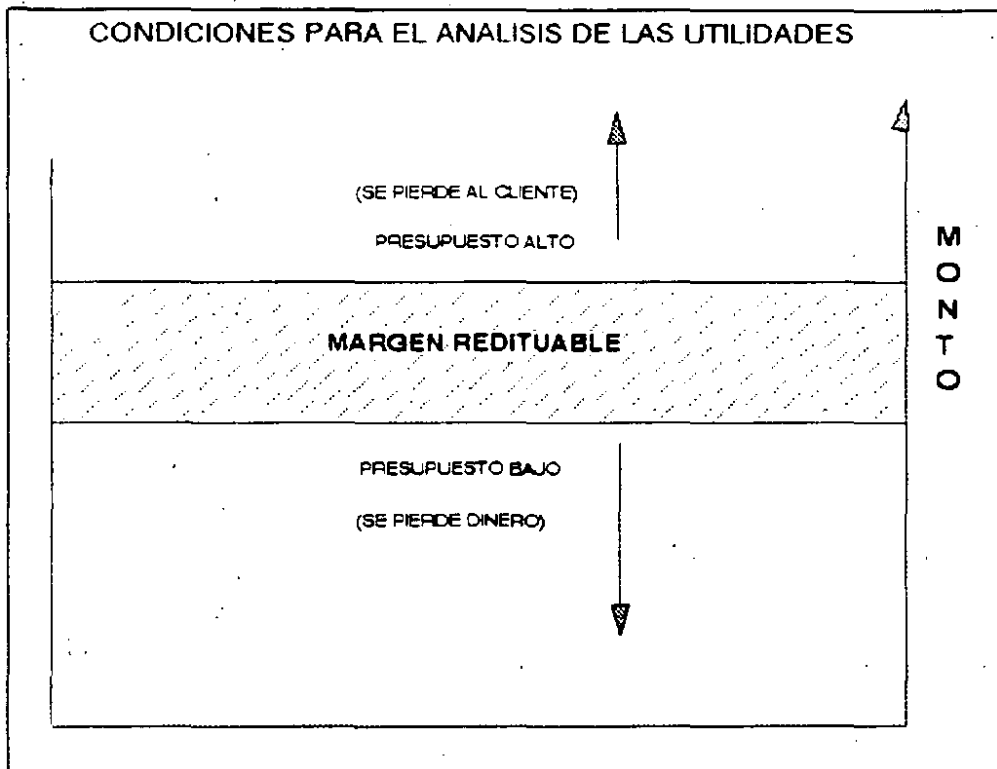 CONDICIONES PARA EL ANALISIS DE LAS UTILIDADES
(SE PIERDE AL CLIENTE)
PRESUPUESTO ALTO
MARGEN REDITUABLE
PRESUPUESTO BAJO
(SE PIERDE DINERO)
M
O
N
T
O